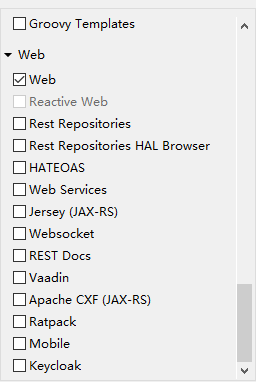 Groovy Templates
Web
Web
Reactive Web
Rest Repositories
Rest Repositories HAL Browser
HATEOAS
Web Services
Jersey (JAX-RS)
Websocket
REST Docs
Vaadin
Apache CXF (JAX-RS)
Ratpack
Mobile
Keycloak